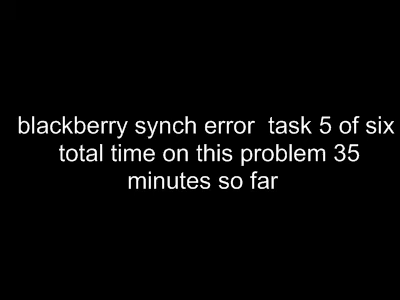 blackberry synch error  task 5 of six
total time on this problem 35
minutes so far